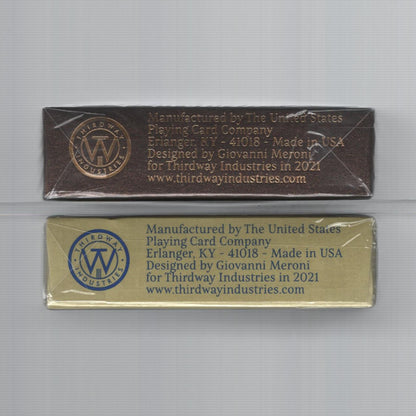 THIRDWAY
INDUSTRIES
Manufactured by The United States
Playing Card Company
Erlanger, KY - 41018 - Made in USA
Designed by Giovanni Meroni
for Thirdway Industries in 2021
www.thirdwayindustries.com
THIRDWAY
INDUSTRIES
Manufactured by The United States
Playing Card Company
Erlanger, KY - 41018 - Made in USA
Designed by Giovanni Meroni
for Thirdway Industries in 2021
www.thirdwayindustries.com